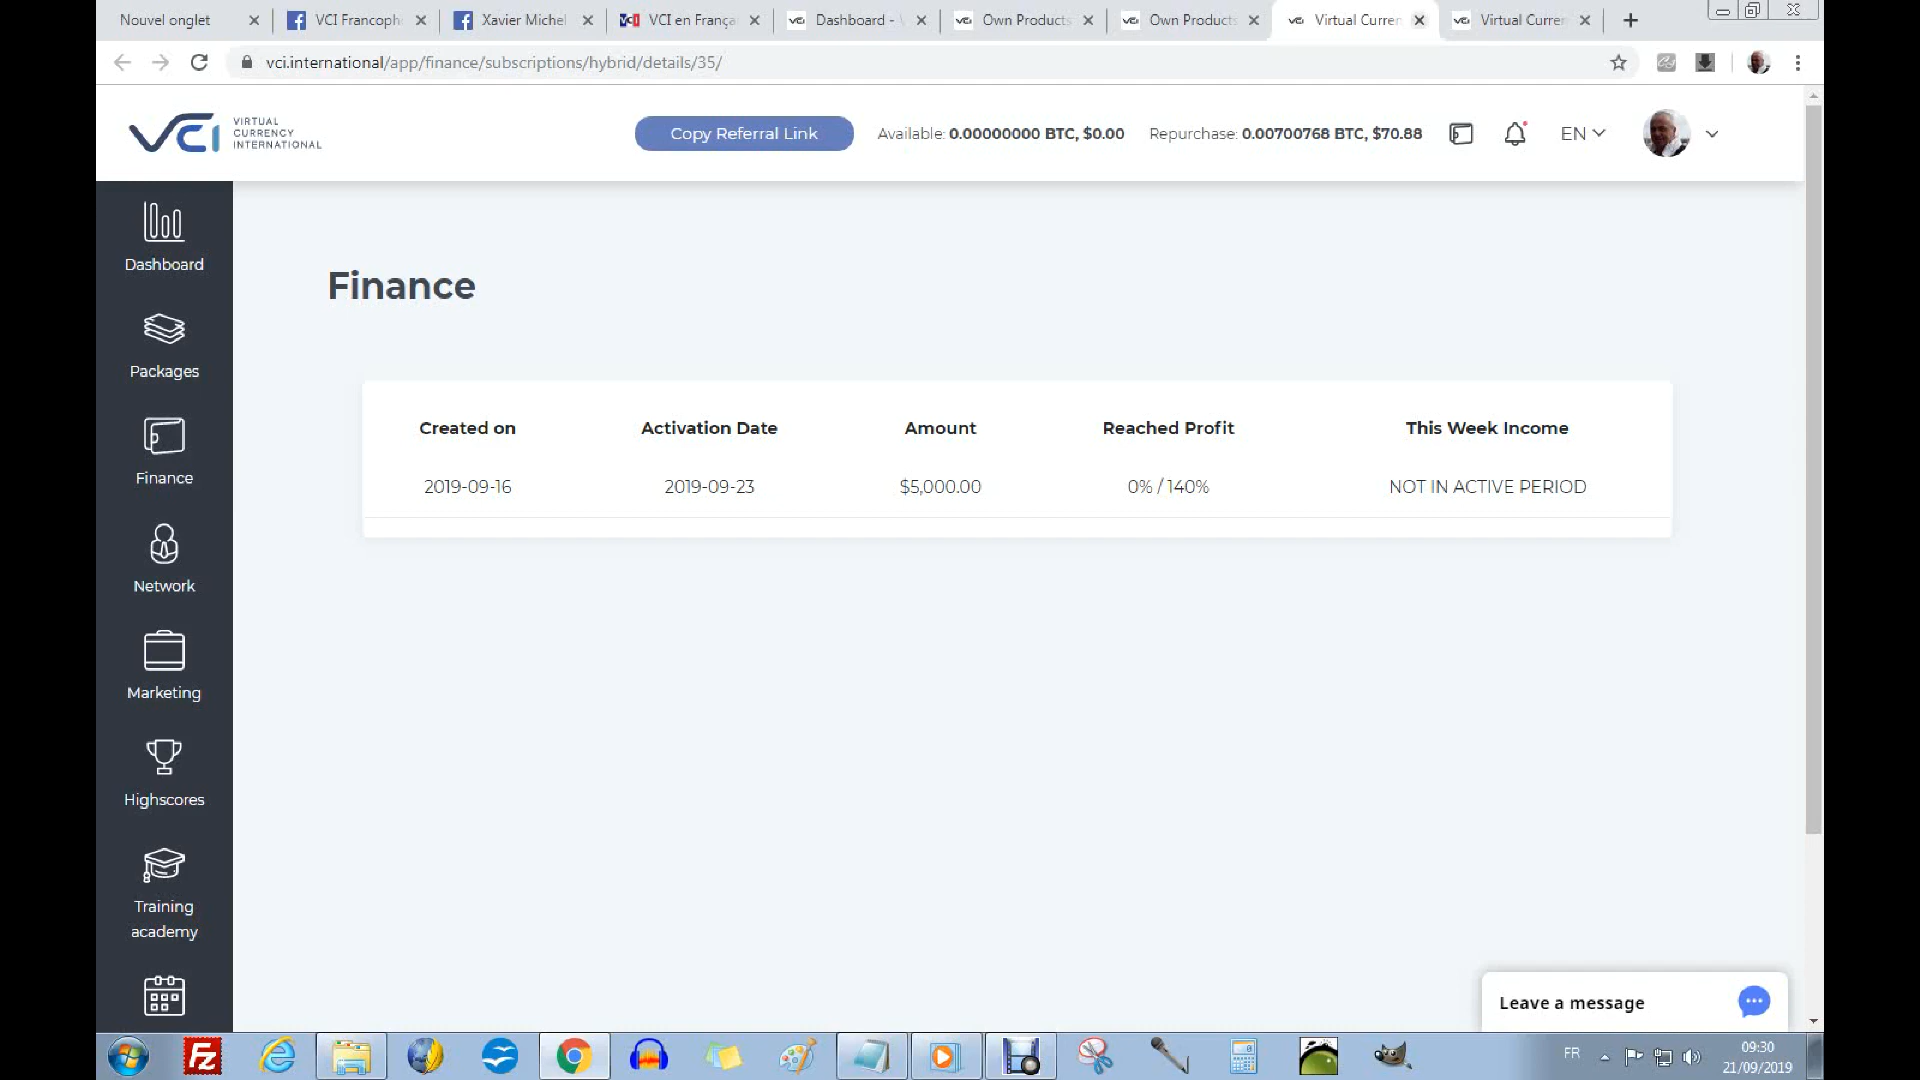 Nouvel onglet
VCI Francoph
Xavier Michel
VCI en França
Dashboard -
Own Products
Own Products
Virtual Curren
Virtual Curren
vci.international/app/finance/subscriptions/hybrid/details/35/
VCI VIRTUAL
CURRENCY
INTERNATIONAL
Copy Referral Link
Available: 0.00000000 BTC, $0.00
Repurchase: 0.00700768 BTC, $70.88
EN
Dashboard
Packages
Finance
Network
Marketing
Highscores
Training
academy
Finance
Created on Activation Date Amount Reached Profit This Week Income
2019-09-16 2019-09-23 $5,000.00 0% / 140% NOT IN ACTIVE PERIOD
Leave a message
FR
09:30
21/09/2019